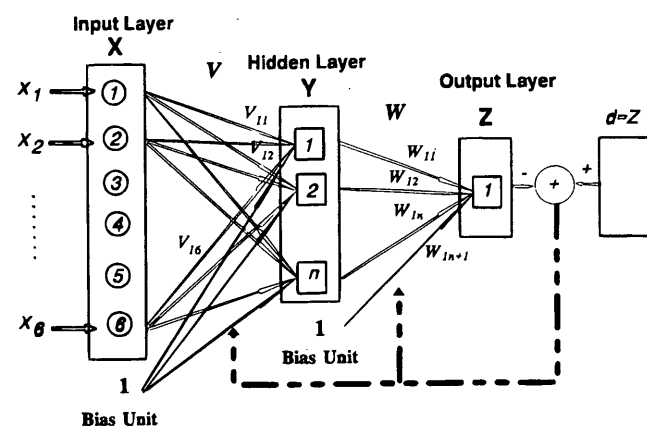 Input Layer
X
V
Hidden Layer
Y
W
Output Layer
Z
d=Z
X1
X2
X6
1
2
3
4
5
6
V11
V12
V16
1
2
n
W11
W12
W1n
W1n+1
1
-
+
+
1
Bias Unit
1
Bias Unit